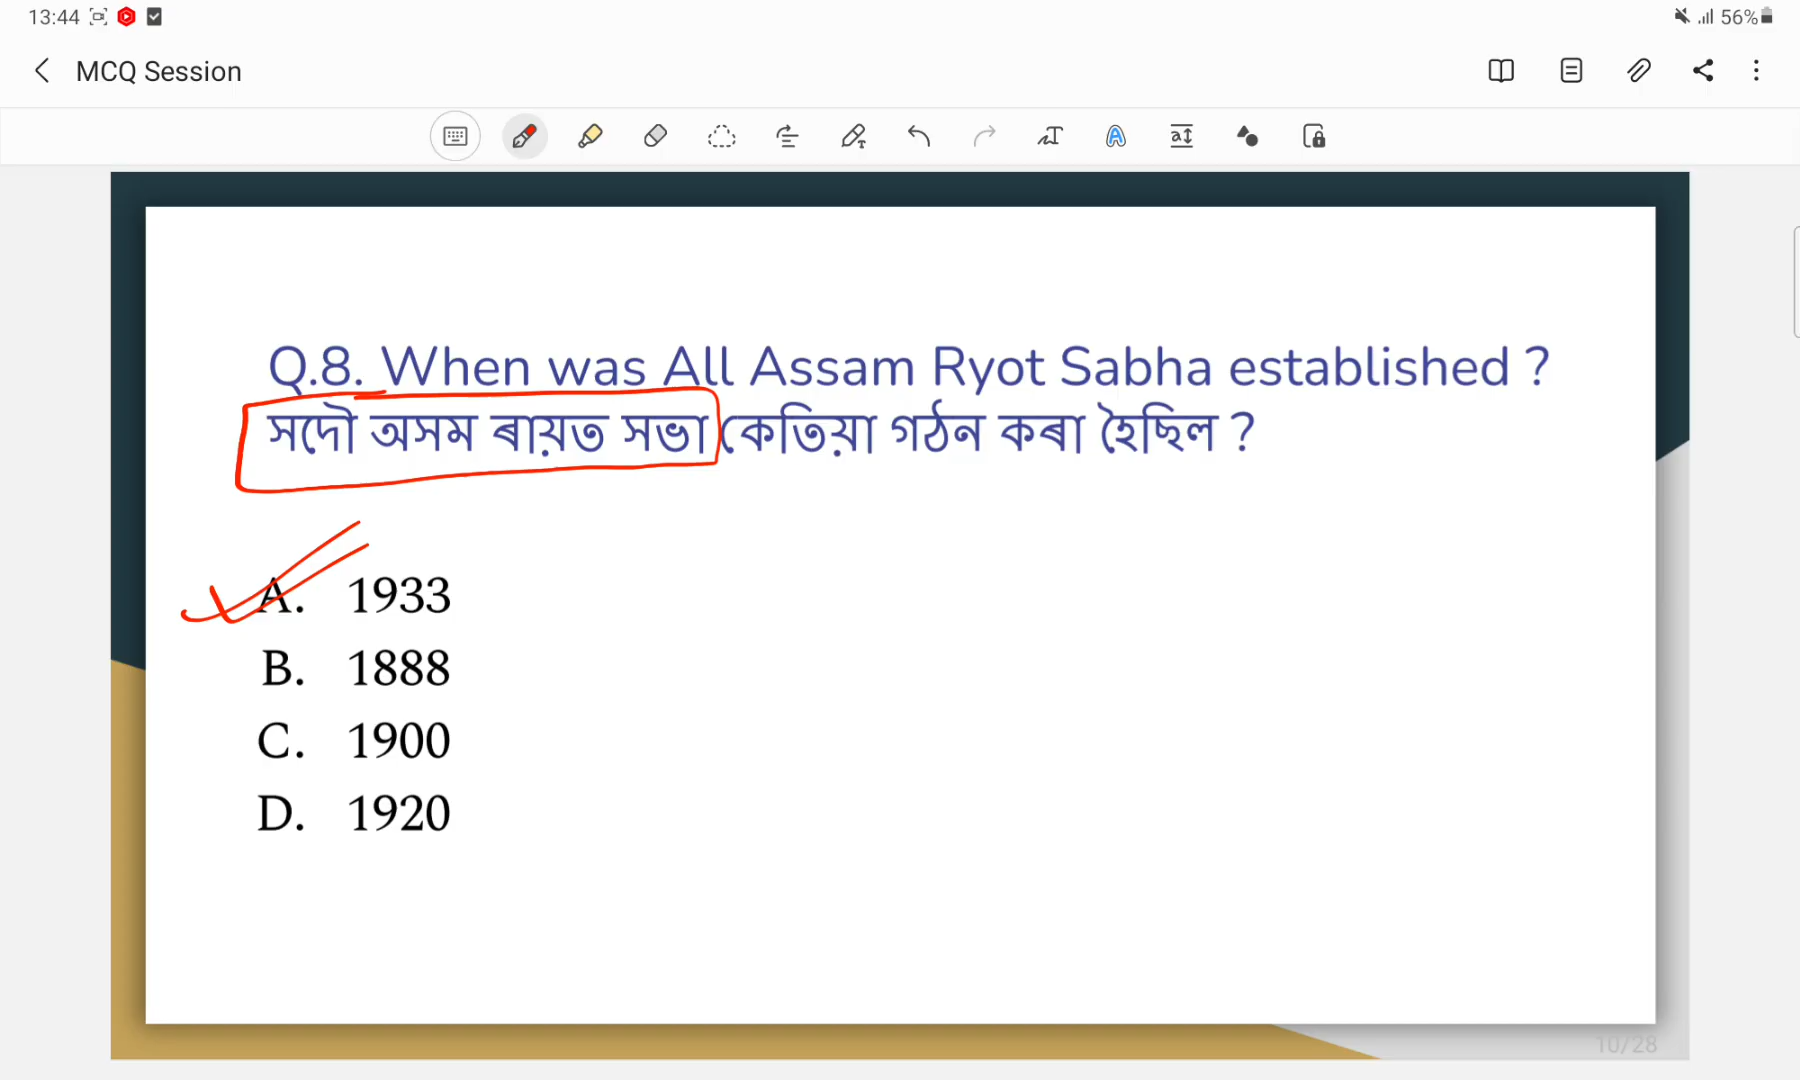 13:44
56%
MCQ Session
Q.8. When was All Assam Ryot Sabha established ?
সদৌ অসম ৰায়ত সভা কেতিয়া গঠন কৰা হৈছিল ?
A. 1933
B. 1888
C. 1900
D. 1920
10/28